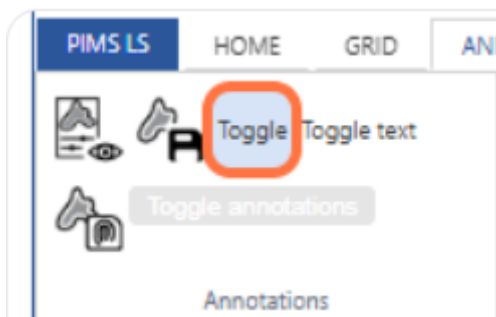 PIMS LS HOME GRID AN
Toggle Toggle text
Toggle annotations
Annotations